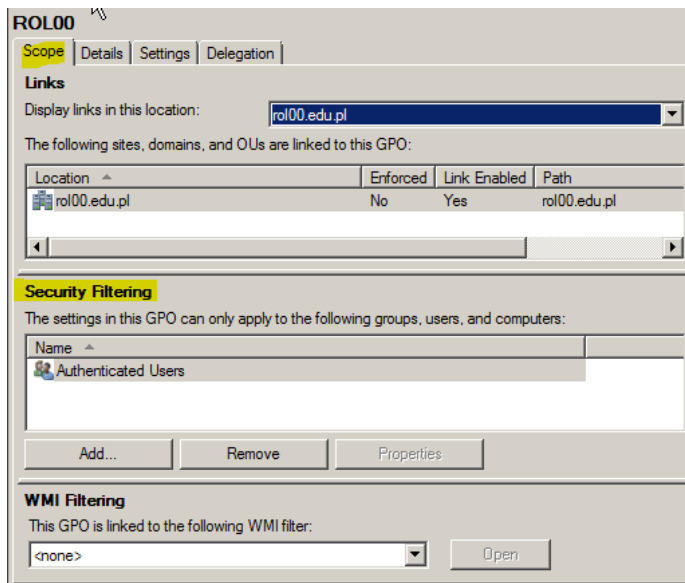 ROL00
Scope Details Settings Delegation
Links
Display links in this location: rol00.edu.pl
The following sites, domains, and OUs are linked to this GPO:
Location Enforced Link Enabled Path
rol00.edu.pl No Yes rol00.edu.pl
Security Filtering
The settings in this GPO can only apply to the following groups, users, and computers:
Name
Authenticated Users
Add... Remove Properties
WMI Filtering
This GPO is linked to the following WMI filter:
<none> Open